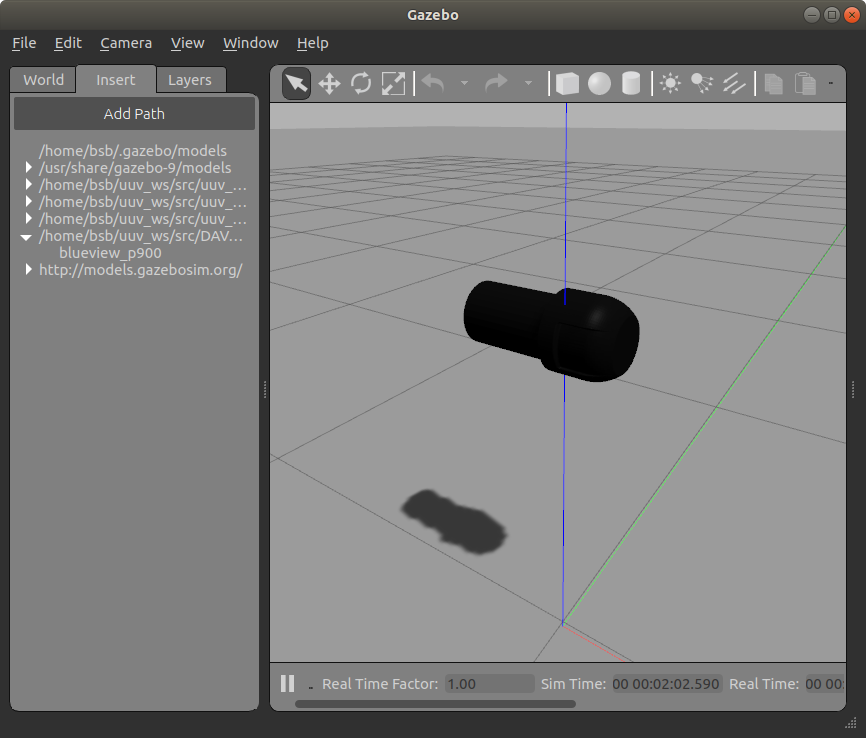 Gazebo
File Edit Camera View Window Help
World Insert Layers
Add Path
/home/bsb/.gazebo/models
/usr/share/gazebo-9/models
/home/bsb/uuv_ws/src/uuv_...
/home/bsb/uuv_ws/src/uuv_...
/home/bsb/uuv_ws/src/uuv_...
/home/bsb/uuv_ws/src/DAV...
blueview_p900
http://models.gazebosim.org/
Real Time Factor: 1.00 Sim Time: 00 00:02:02.590 Real Time: 00 00: